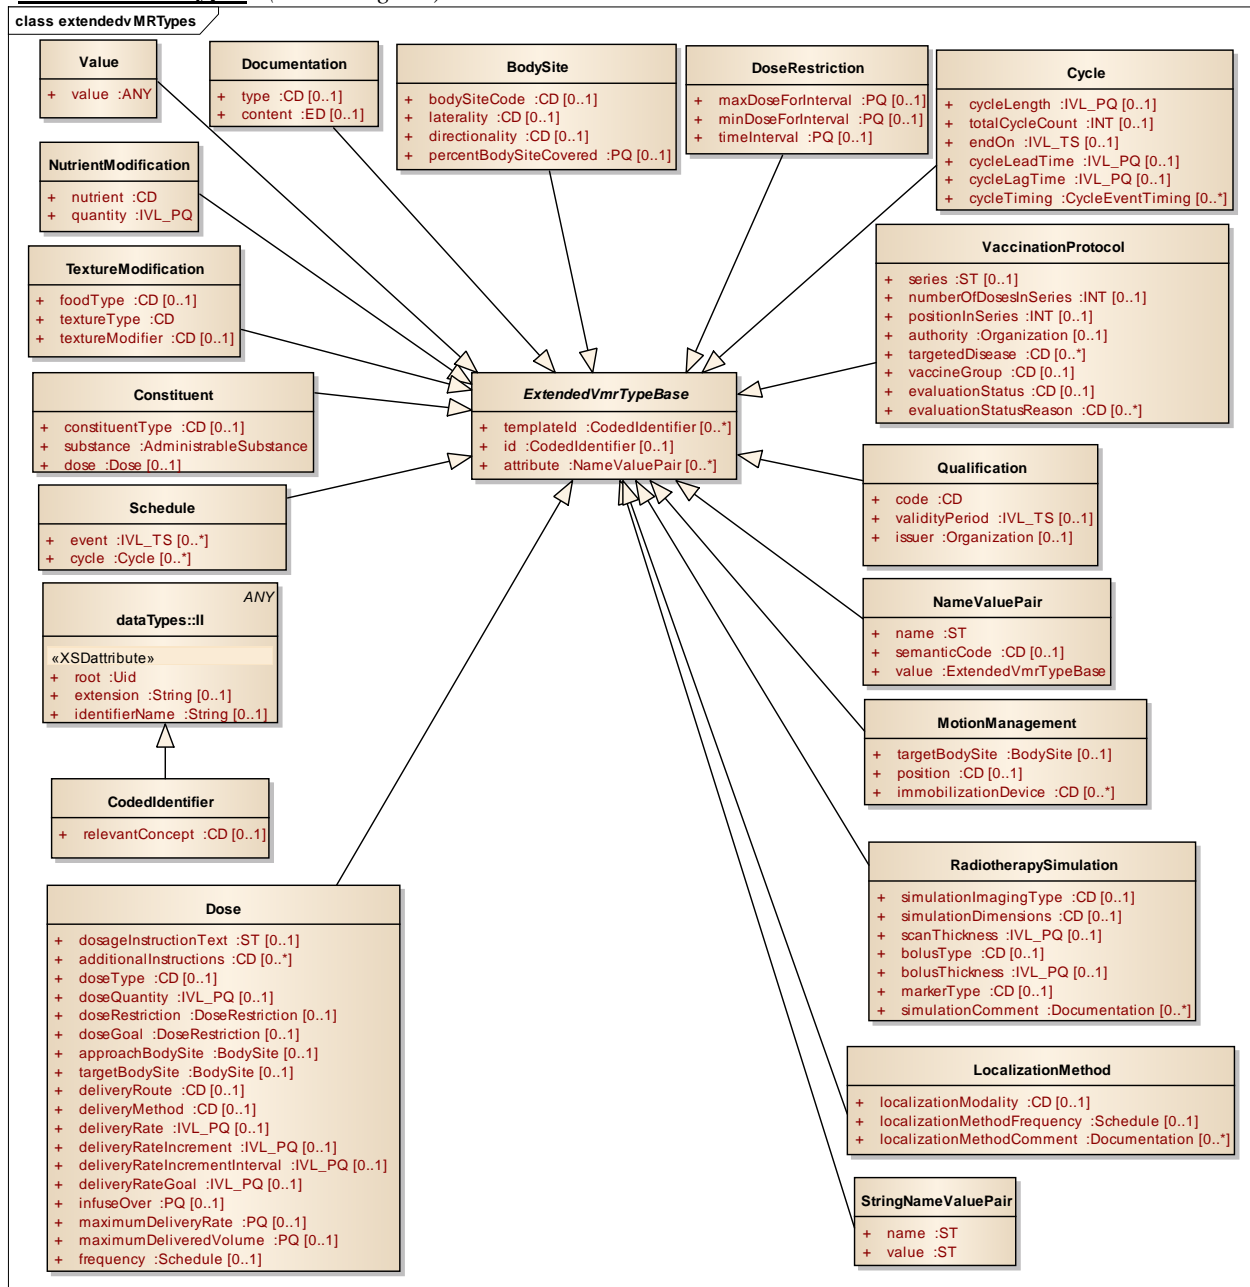 class extendedvMRTypes
Value
+ value :ANY
Documentation
+ type :CD [0..1]
+ content :ED [0..1]
BodySite
+ bodySiteCode :CD [0..1]
+ laterality :CD [0..1]
+ directionality :CD [0..1]
+ percentBodySiteCovered :PQ [0..1]
DoseRestriction
+ maxDoseForInterval :PQ [0..1]
+ minDoseForInterval :PQ [0..1]
+ timeInterval :PQ [0..1]
Cycle
+ cycleLength :IVL_PQ [0..1]
+ totalCycleCount :INT [0..1]
+ endOn :IVL_TS [0..1]
+ cycleLeadTime :IVL_PQ [0..1]
+ cycleLagTime :IVL_PQ [0..1]
+ cycleTiming :CycleEventTiming [0..*]
NutrientModification
+ nutrient :CD
+ quantity :IVL_PQ
TextureModification
+ foodType :CD [0..1]
+ textureType :CD
+ textureModifier :CD [0..1]
VaccinationProtocol
+ series :ST [0..1]
+ numberOfDosesInSeries :INT [0..1]
+ positionInSeries :INT [0..1]
+ authority :Organization [0..1]
+ targetedDisease :CD [0..*]
+ vaccineGroup :CD [0..1]
+ evaluationStatus :CD [0..1]
+ evaluationStatusReason :CD [0..*]
Constituent
+ constituentType :CD [0..1]
+ substance :AdministrableSubstance
+ dose :Dose [0..1]
ExtendedVmrTypeBase
+ templateId :CodedIdentifier [0..*]
+ id :CodedIdentifier [0..1]
+ attribute :NameValuePair [0..*]
Qualification
+ code :CD
+ validityPeriod :IVL_TS [0..1]
+ issuer :Organization [0..1]
Schedule
+ event :IVL_TS [0..*]
+ cycle :Cycle [0..*]
ANY
dataTypes::II
«XSDattribute»
+ root :Uid
+ extension :String [0..1]
+ identifierName :String [0..1]
NameValuePair
+ name :ST
+ semanticCode :CD [0..1]
+ value :ExtendedVmrTypeBase
MotionManagement
+ targetBodySite :BodySite [0..1]
+ position :CD [0..1]
+ immobilizationDevice :CD [0..*]
CodedIdentifier
+ relevantConcept :CD [0..1]
RadiotherapySimulation
+ simulationImagingType :CD [0..1]
+ simulationDimensions :CD [0..1]
+ scanThickness :IVL_PQ [0..1]
+ bolusType :CD [0..1]
+ bolusThickness :IVL_PQ [0..1]
+ markerType :CD [0..1]
+ simulationComment :Documentation [0..*]
Dose
+ dosageInstructionText :ST [0..1]
+ additionalInstructions :CD [0..*]
+ doseType :CD [0..1]
+ doseQuantity :IVL_PQ [0..1]
+ doseRestriction :DoseRestriction [0..1]
+ doseGoal :DoseRestriction [0..1]
+ approachBodySite :BodySite [0..1]
+ targetBodySite :BodySite [0..1]
+ deliveryRoute :CD [0..1]
+ deliveryMethod :CD [0..1]
+ deliveryRate :IVL_PQ [0..1]
+ deliveryRateIncrement :IVL_PQ [0..1]
+ deliveryRateIncrementInterval :IVL_PQ [0..1]
+ deliveryRateGoal :IVL_PQ [0..1]
+ infuseOver :PQ [0..1]
+ maximumDeliveryRate :PQ [0..1]
+ maximumDeliveredVolume :PQ [0..1]
+ frequency :Schedule [0..1]
LocalizationMethod
+ localizationModality :CD [0..1]
+ localizationMethodFrequency :Schedule [0..1]
+ localizationMethodComment :Documentation [0..*]
StringNameValuePair
+ name :ST
+ value :ST